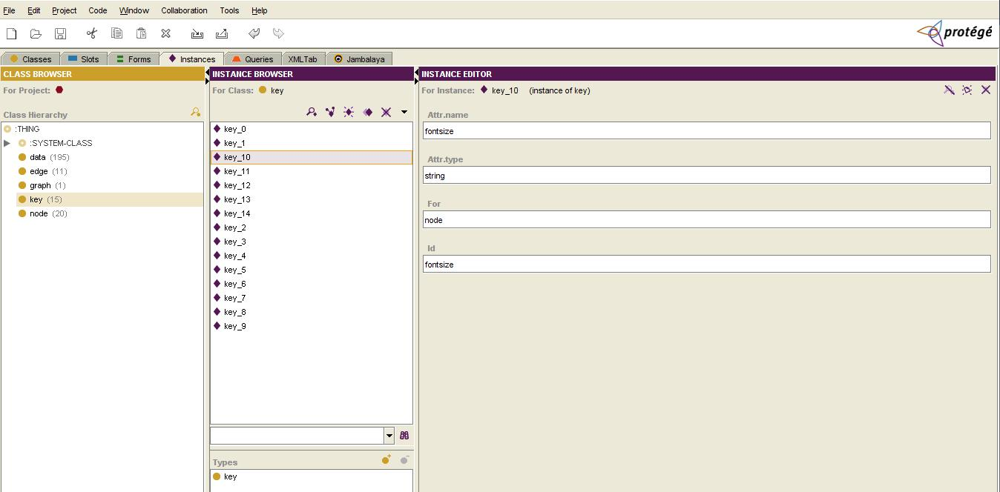 File Edit Project Code Window Collaboration Tools Help
protégé
Classes Slots Forms Instances Queries XMLTab Jambalaya
CLASS BROWSER
For Project:
Class Hierarchy
:THING
:SYSTEM-CLASS
data (195)
edge (11)
graph (1)
key (15)
node (20)
INSTANCE BROWSER
For Class: key
key_0
key_1
key_10
key_11
key_12
key_13
key_14
key_2
key_3
key_4
key_5
key_6
key_7
key_8
key_9
Types
key
INSTANCE EDITOR
For Instance: key_10 (instance of key)
Attr.name
fontsize
Attr.type
string
For
node
Id
fontsize